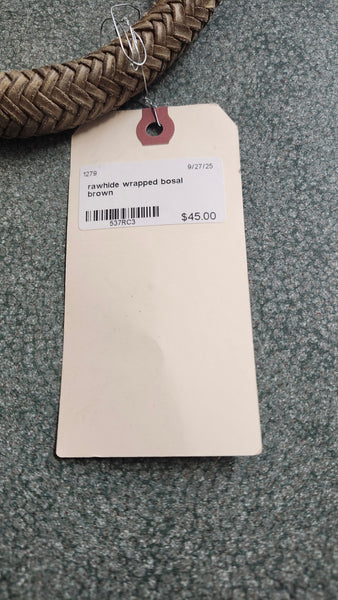 1279 9/27/25
rawhide wrapped bosal
brown
537RC3 $45.00